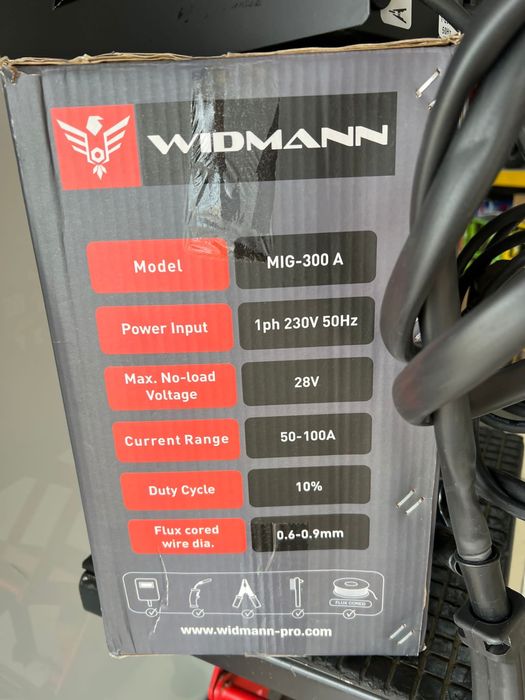 WIDMANN
Model
MIG-300 A
Power Input
1ph 230V 50Hz
Max. No-load
Voltage
28V
Current Range
50-100A
Duty Cycle
10%
Flux cored
wire dia.
0.6-0.9mm
FLUX CORED
www.widmann-pro.com